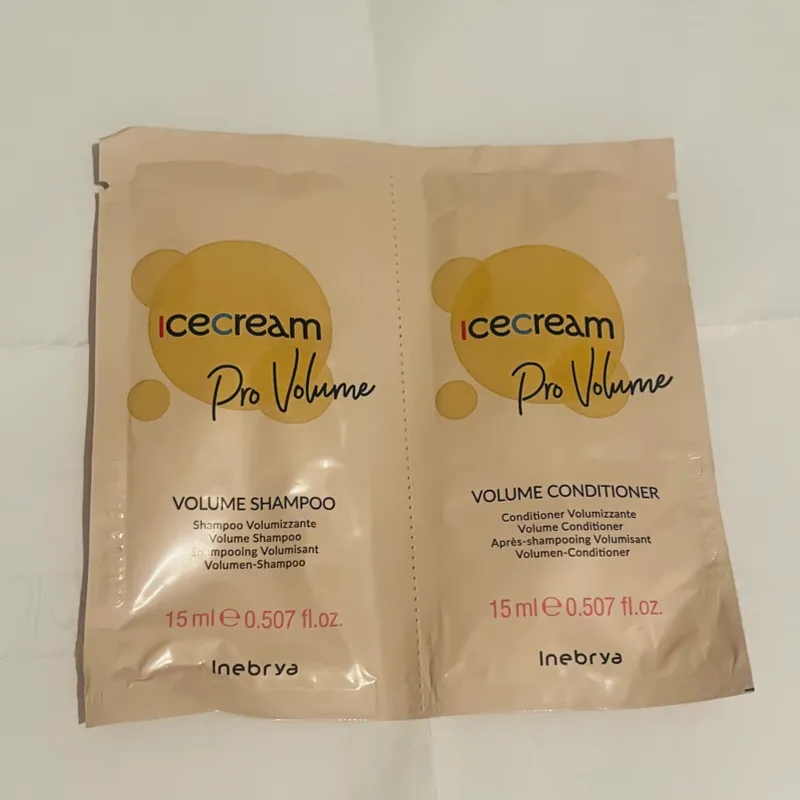 ıcecream
Pro Volume
VOLUME SHAMPOO
Shampoo Volumizzante
Volume Shampoo
Shampooing Volumisant
Volumen-Shampoo
15 ml ℮ 0.507 fl.oz.
Inebrya
ıcecream
Pro Volume
VOLUME CONDITIONER
Conditioner Volumizzante
Volume Conditioner
Après-shampooing Volumisant
Volumen-Conditioner
15 ml ℮ 0.507 fl.oz.
Inebrya